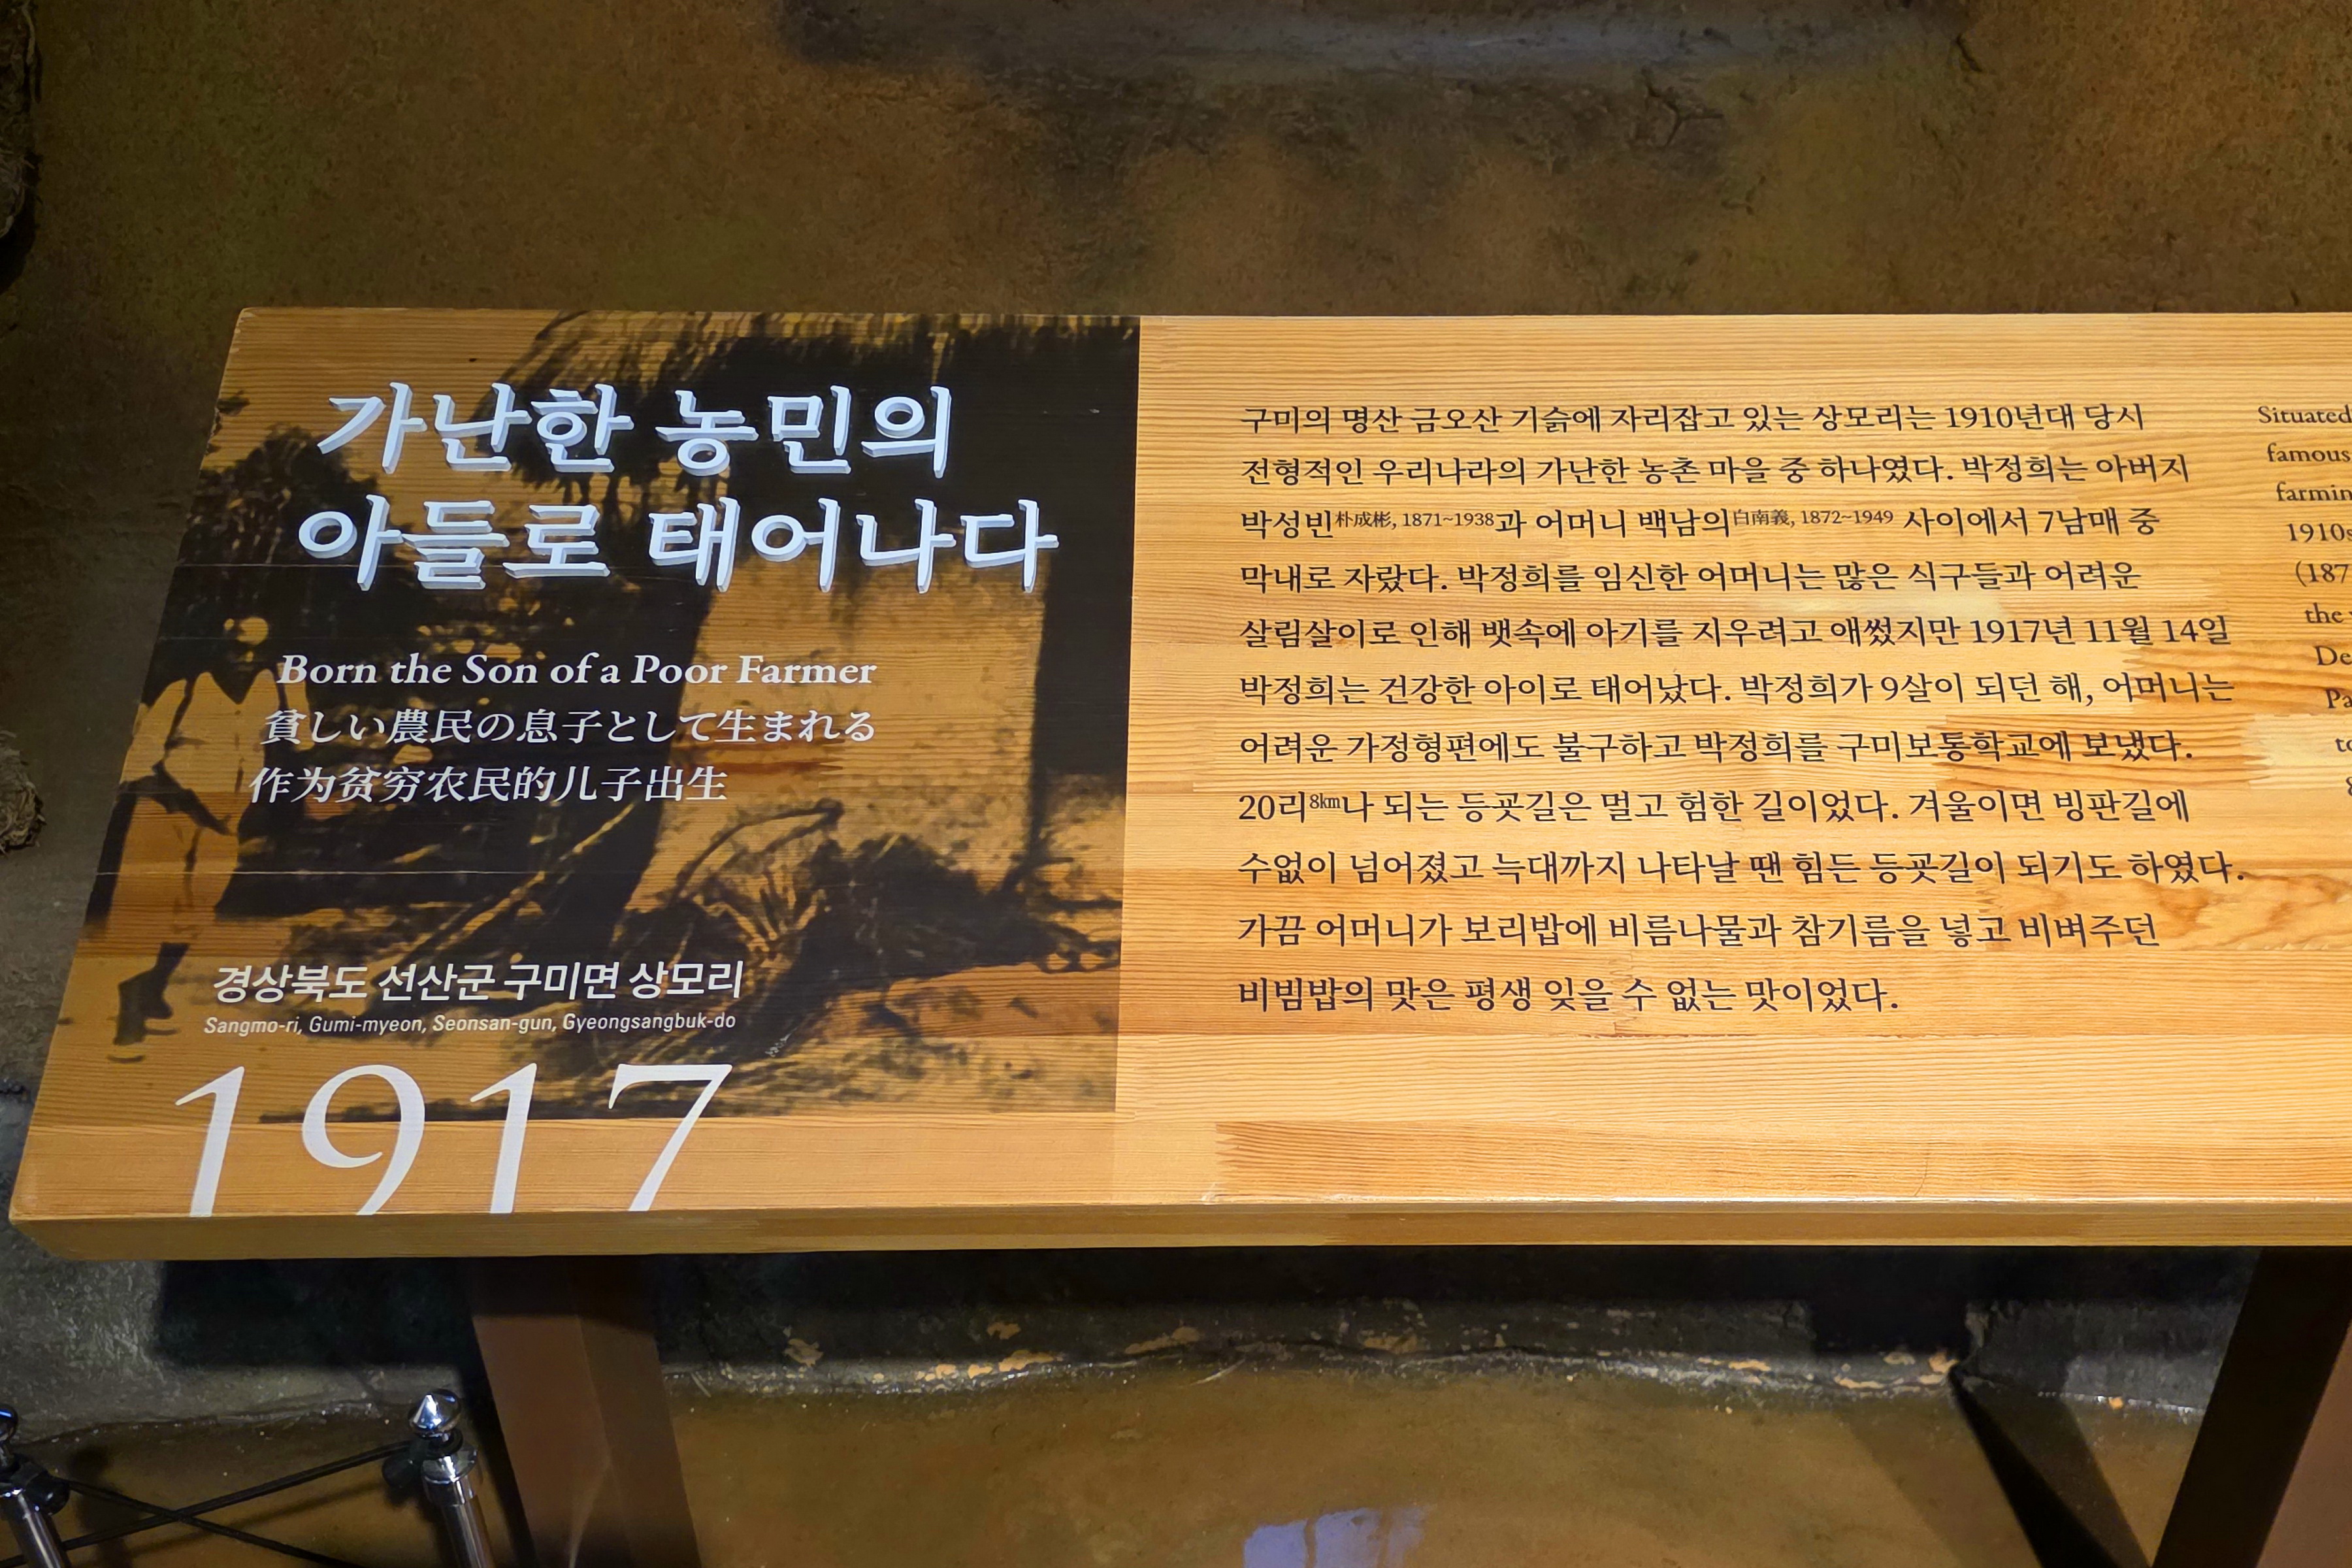 가난한 농민의
아들로 태어나다
Born the Son of a Poor Farmer
貧しい農民の息子として生まれる
作为贫穷农民的儿子出生
경상북도 선산군 구미면 상모리
Sangmo-ri, Gumi-myeon, Seonsan-gun, Gyeongsangbuk-do
1917
구미의 명산 금오산 기슭에 자리잡고 있는 상모리는 1910년대 당시
전형적인 우리나라의 가난한 농촌 마을 중 하나였다. 박정희는 아버지
박성빈朴成彬, 1871~1938과 어머니 백남의白南義, 1872~1949 사이에서 7남매 중
막내로 자랐다. 박정희를 임신한 어머니는 많은 식구들과 어려운
살림살이로 인해 뱃속에 아기를 지우려고 애썼지만 1917년 11월 14일
박정희는 건강한 아이로 태어났다. 박정희가 9살이 되던 해, 어머니는
어려운 가정형편에도 불구하고 박정희를 구미보통학교에 보냈다.
20리8km나 되는 등굣길은 멀고 험한 길이었다. 겨울이면 빙판길에
수없이 넘어졌고 늑대까지 나타날 땐 힘든 등굣길이 되기도 하였다.
가끔 어머니가 보리밥에 비름나물과 참기름을 넣고 비벼주던
비빔밥의 맛은 평생 잊을 수 없는 맛이었다.
Situated
famous
farmin
1910s
(187
the
De
Pa